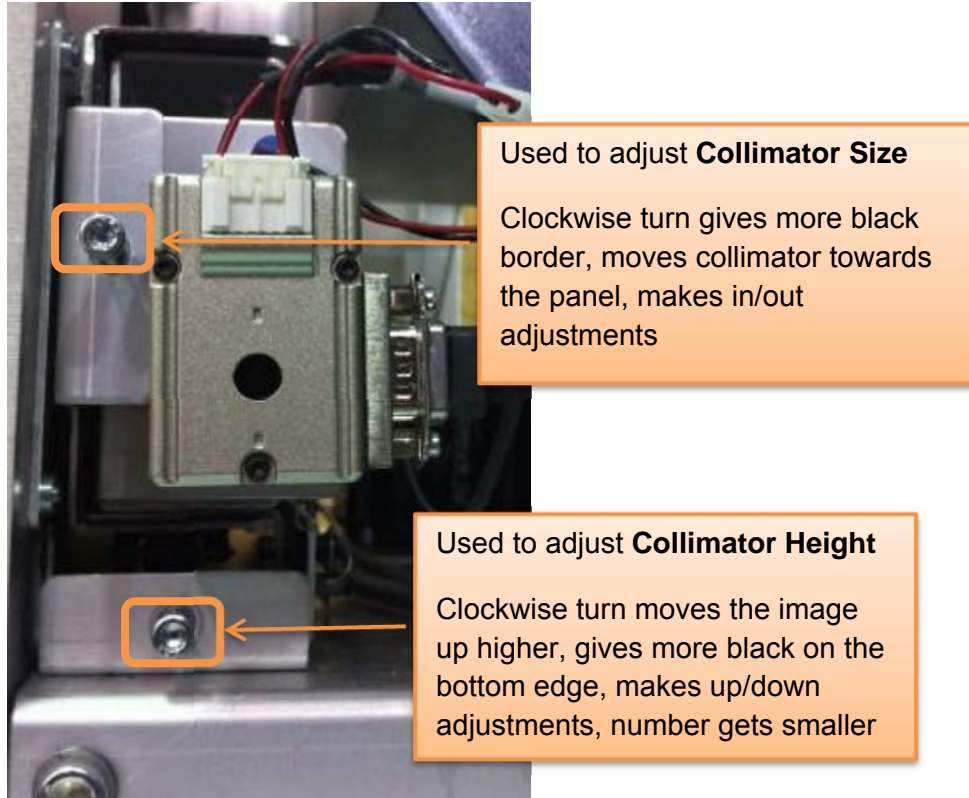 Used to adjust Collimator Size
Clockwise turn gives more black
border, moves collimator towards
the panel, makes in/out
adjustments
Used to adjust Collimator Height
Clockwise turn moves the image
up higher, gives more black on the
bottom edge, makes up/down
adjustments, number gets smaller